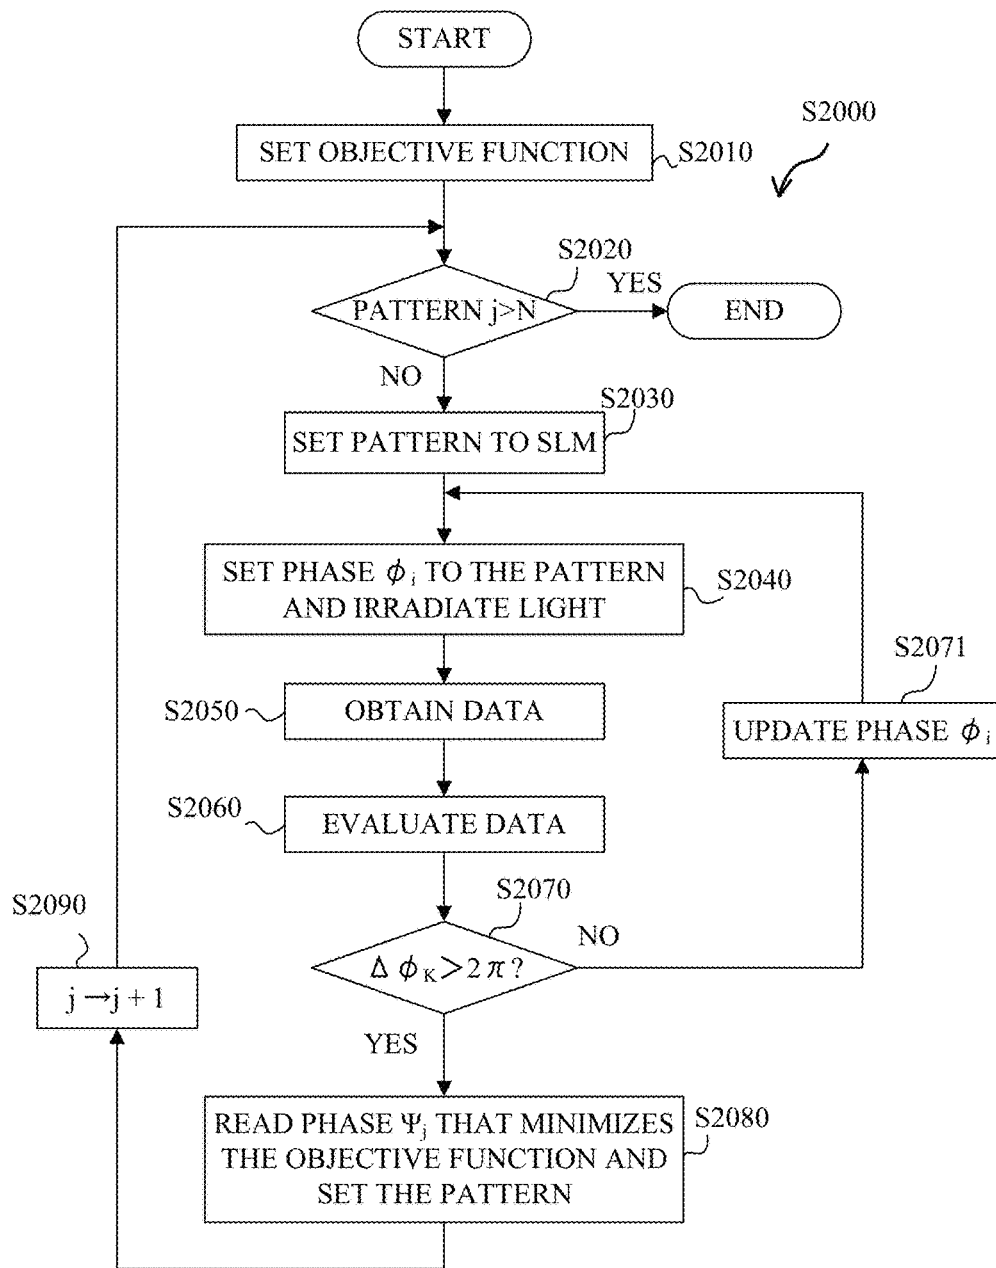 START
S2000
SET OBJECTIVE FUNCTION
S2010
S2020
PATTERN j>N
YES
END
NO
S2030
SET PATTERN TO SLM
SET PHASE ϕi TO THE PATTERN
AND IRRADIATE LIGHT
S2040
S2071
S2050
OBTAIN DATA
UPDATE PHASE ϕi
S2060
EVALUATE DATA
S2070
S2090
NO
Δ ϕK>2π?
j→j+1
YES
READ PHASE Ψj THAT MINIMIZES
THE OBJECTIVE FUNCTION AND
SET THE PATTERN
S2080